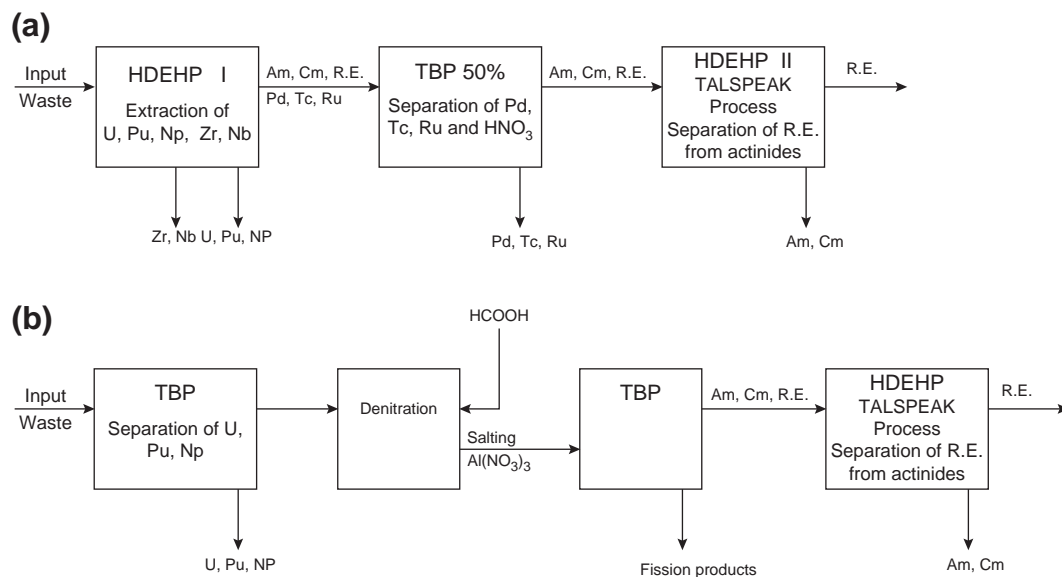 (a)
Input
Waste
HDEHP I
Extraction of
U, Pu, Np, Zr, Nb
Zr, Nb U, Pu, NP
Am, Cm, R.E.
Pd, Tc, Ru
TBP 50%
Separation of Pd,
Tc, Ru and HNO3
Pd, Tc, Ru
Am, Cm, R.E.
HDEHP II
TALSPEAK
Process
Separation of R.E.
from actinides
R.E.
Am, Cm
(b)
Input
Waste
TBP
Separation of U,
Pu, Np
U, Pu, NP
Denitration
HCOOH
Salting
Al(NO3)3
TBP
Fission products
Am, Cm, R.E.
HDEHP
TALSPEAK
Process
Separation of R.E.
from actinides
R.E.
Am, Cm